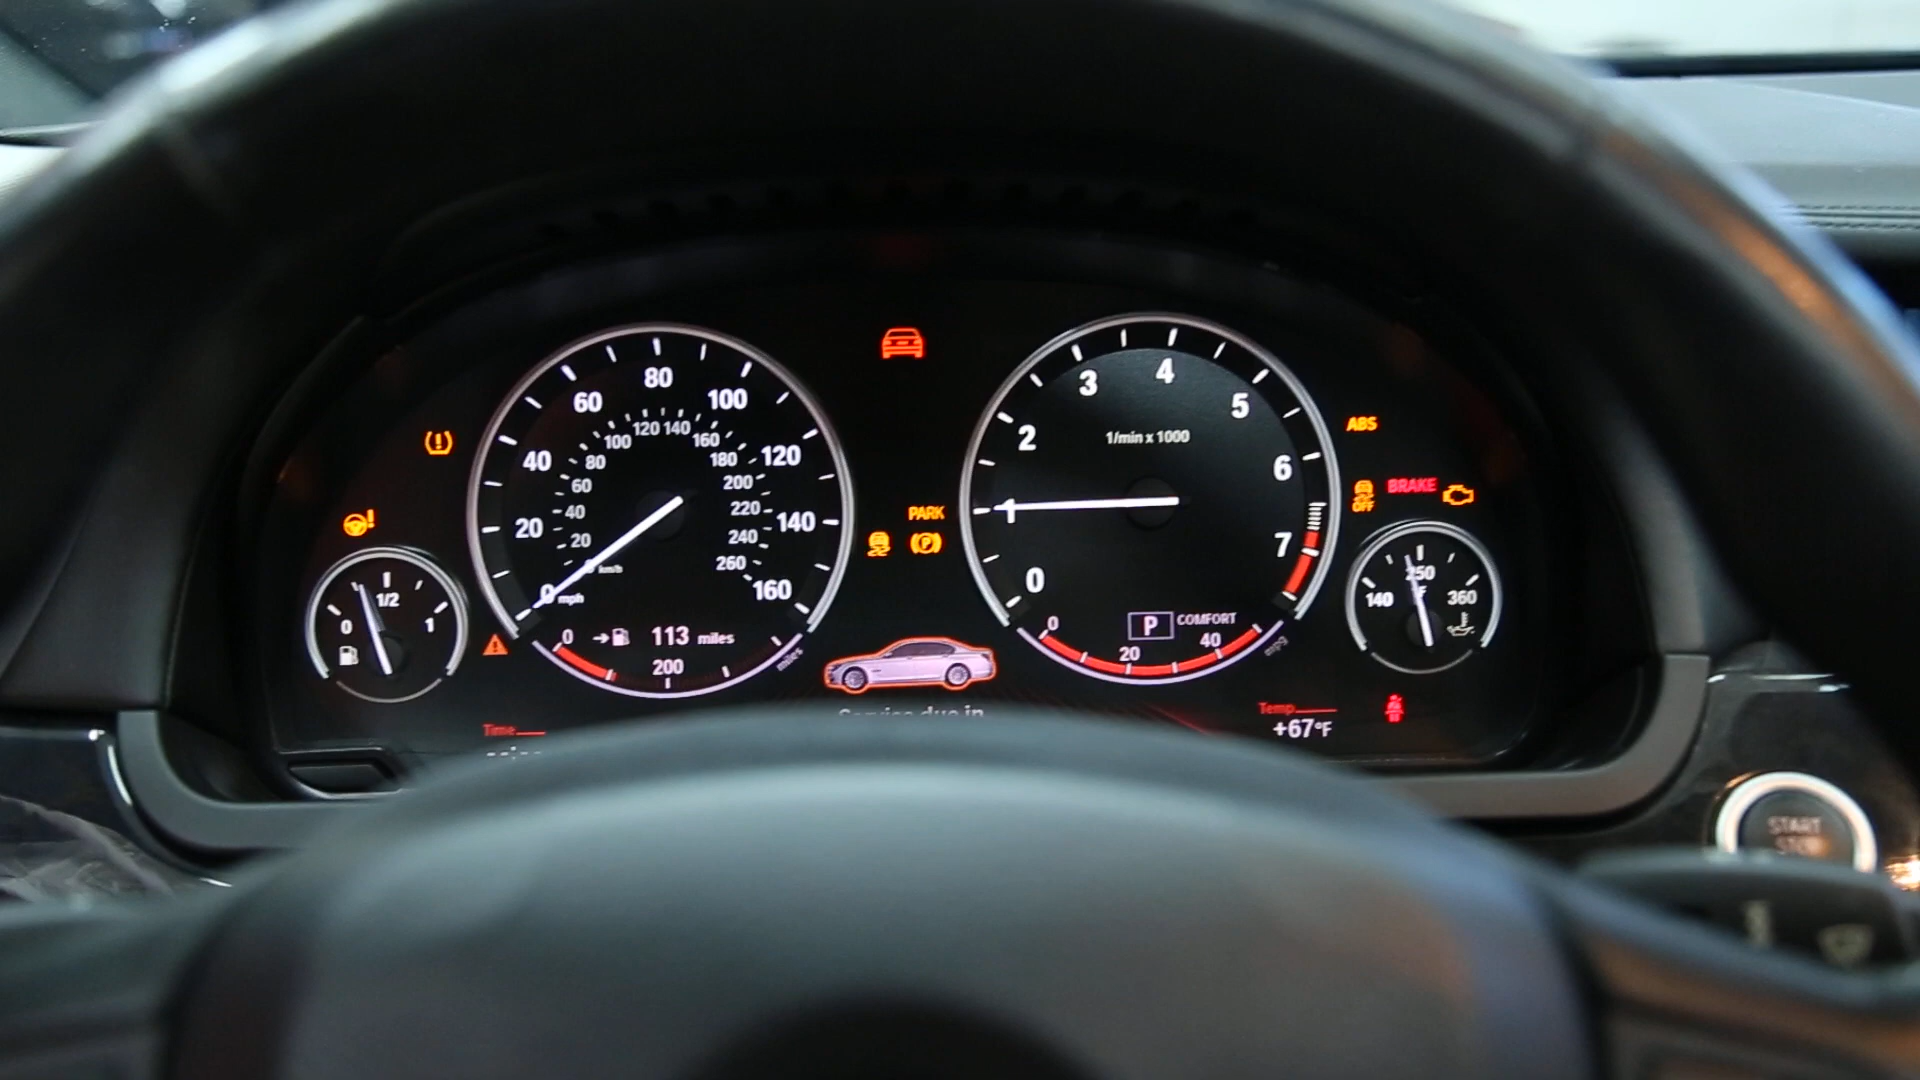 20
40
60
80
100
120
140
160
0
mph
20
40
60
80
100
120
140
160
180
200
220
240
260
km/h
0
113 miles
200
miles
0
1/2
1
PARK
1/min x 1000
0
1
2
3
4
5
6
7
P COMFORT
0
20
40
mpg
ABS
OFF
BRAKE
140
250
360
°F
Time
Service due in
Temp
+67°F
START
STOP